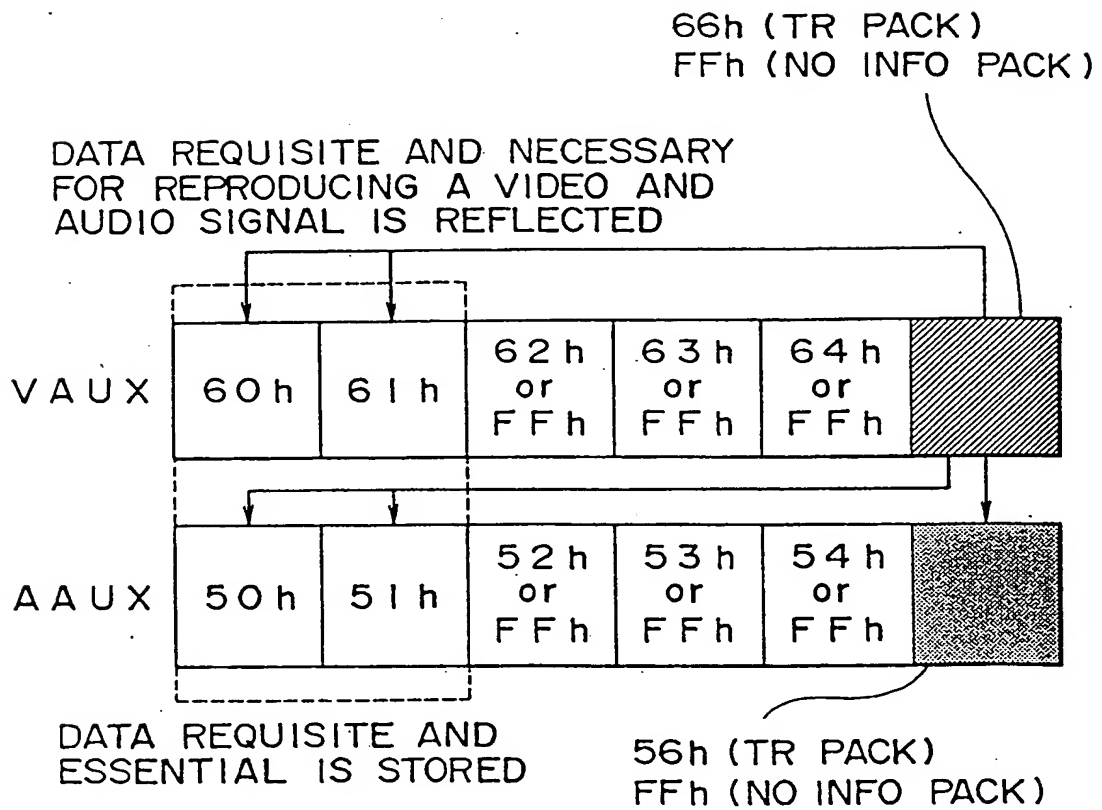 66h (TR PACK)
FFh (NO INFO PACK)
DATA REQUISITE AND NECESSARY
FOR REPRODUCING A VIDEO AND
AUDIO SIGNAL IS REFLECTED
VAUX
60h
61h
62h
or
FFh
63h
or
FFh
64h
or
FFh
AAUX
50h
51h
52h
or
FFh
53h
or
FFh
54h
or
FFh
DATA REQUISITE AND
ESSENTIAL IS STORED
56h (TR PACK)
FFh (NO INFO PACK)